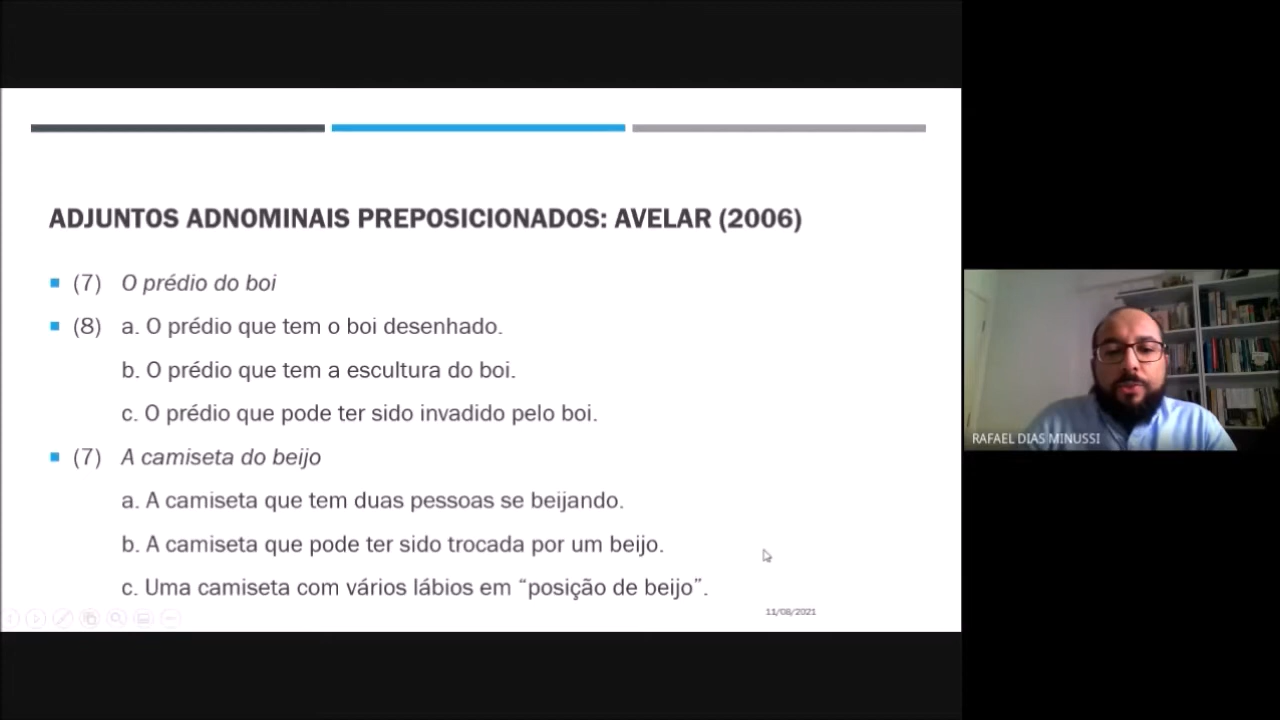 ADJUNTOS ADNOMINAIS PREPOSICIONADOS: AVELAR (2006)
(7) O prédio do boi
(8) a. O prédio que tem o boi desenhado.
b. O prédio que tem a escultura do boi.
c. O prédio que pode ter sido invadido pelo boi.
(7) A camiseta do beijo
a. A camiseta que tem duas pessoas se beijando.
b. A camiseta que pode ter sido trocada por um beijo.
c. Uma camiseta com vários lábios em “posição de beijo”.
11/08/2021
RAFAEL DIAS MINUSSI